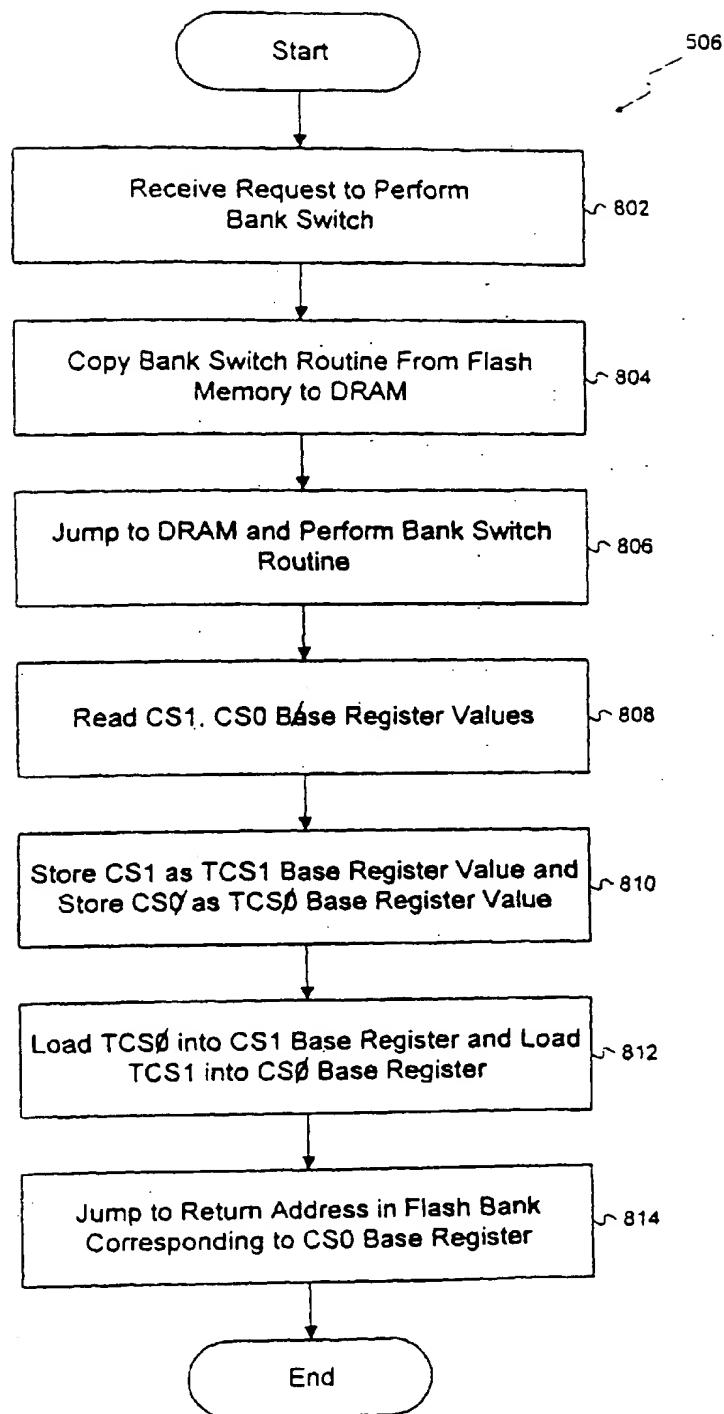 Start
506
Receive Request to Perform
Bank Switch
802
Copy Bank Switch Routine From Flash
Memory to DRAM
804
Jump to DRAM and Perform Bank Switch
Routine
806
Read CS1. CS0 Base Register Values
808
Store CS1 as TCS1 Base Register Value and
Store CS0 as TCS0 Base Register Value
810
Load TCS0 into CS1 Base Register and Load
TCS1 into CS0 Base Register
812
Jump to Return Address in Flash Bank
Corresponding to CS0 Base Register
814
End